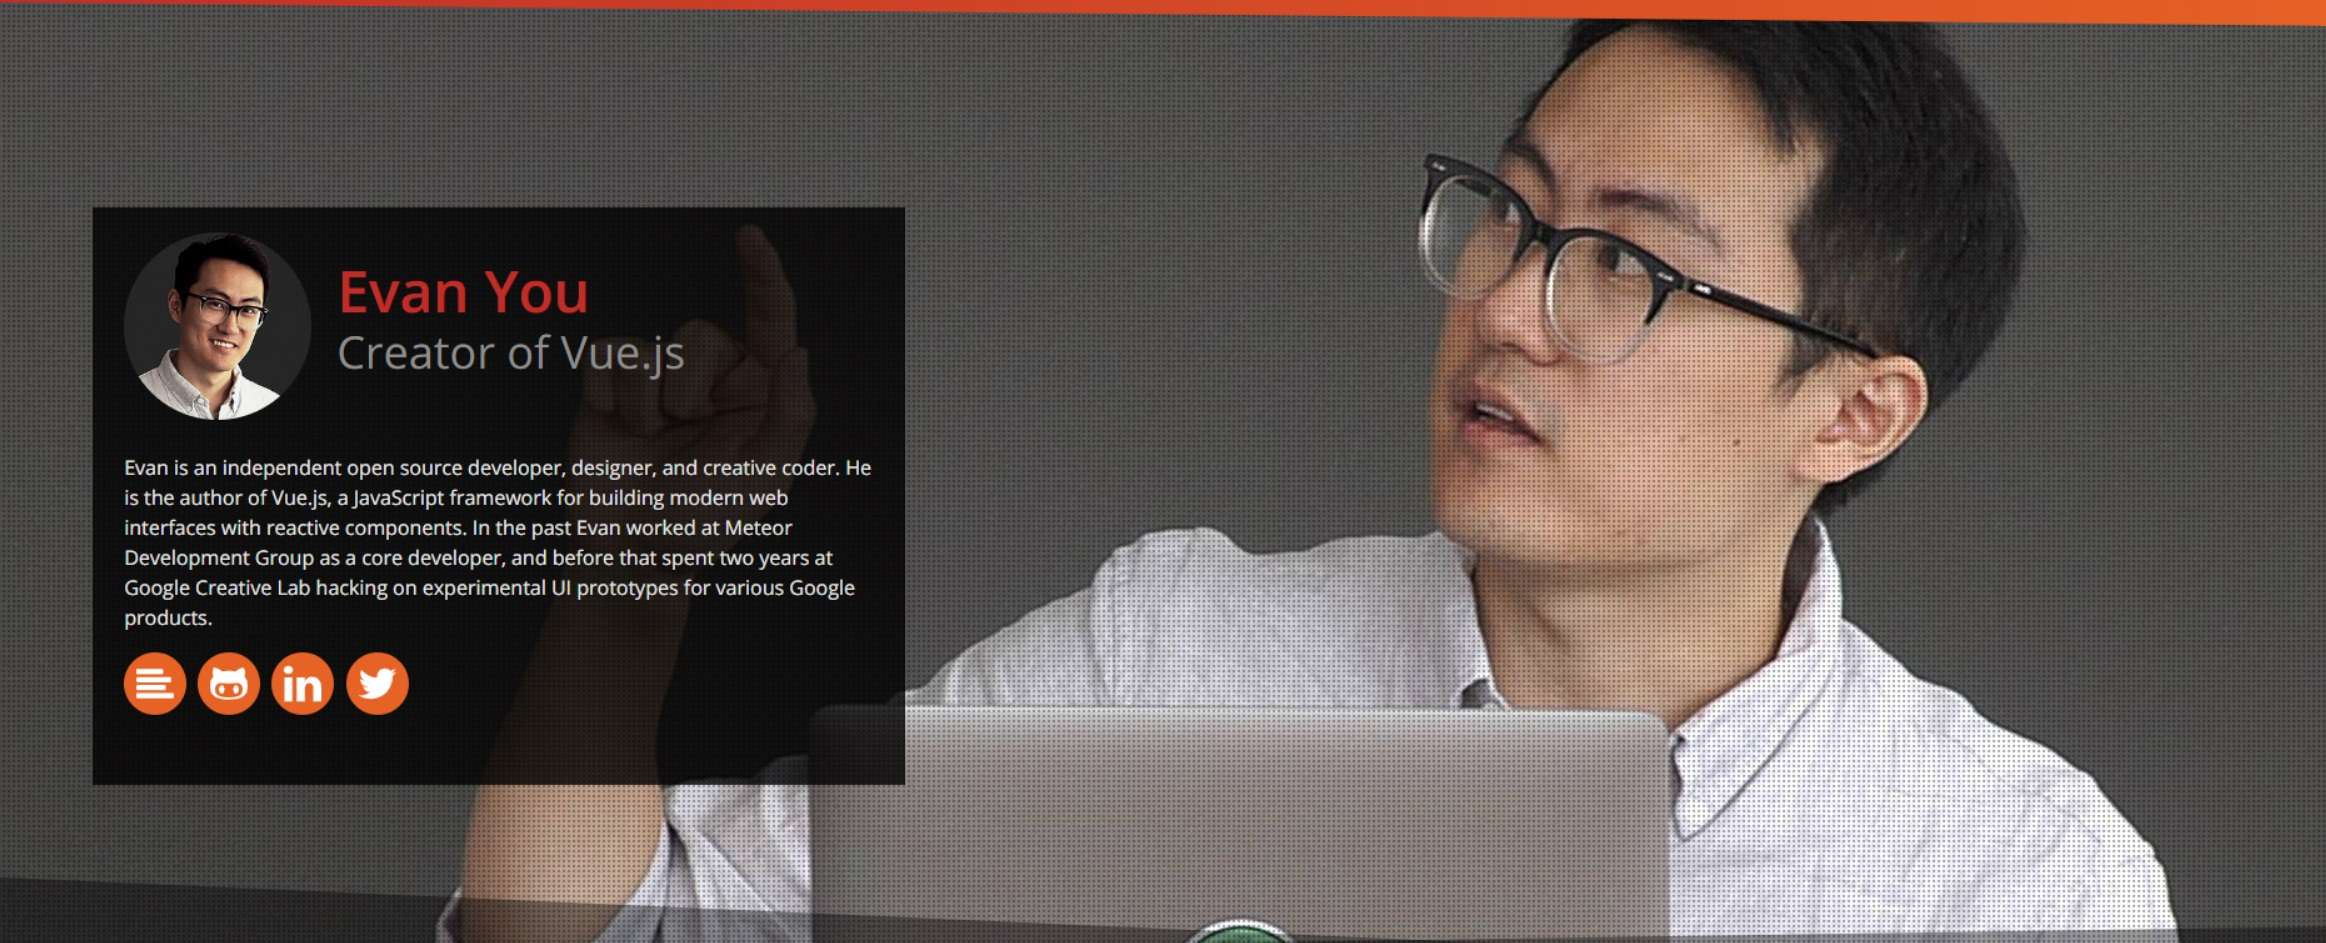 Evan You
Creator of Vue.js
Evan is an independent open source developer, designer, and creative coder. He
is the author of Vue.js, a JavaScript framework for building modern web
interfaces with reactive components. In the past Evan worked at Meteor
Development Group as a core developer, and before that spent two years at
Google Creative Lab hacking on experimental UI prototypes for various Google
products.
in